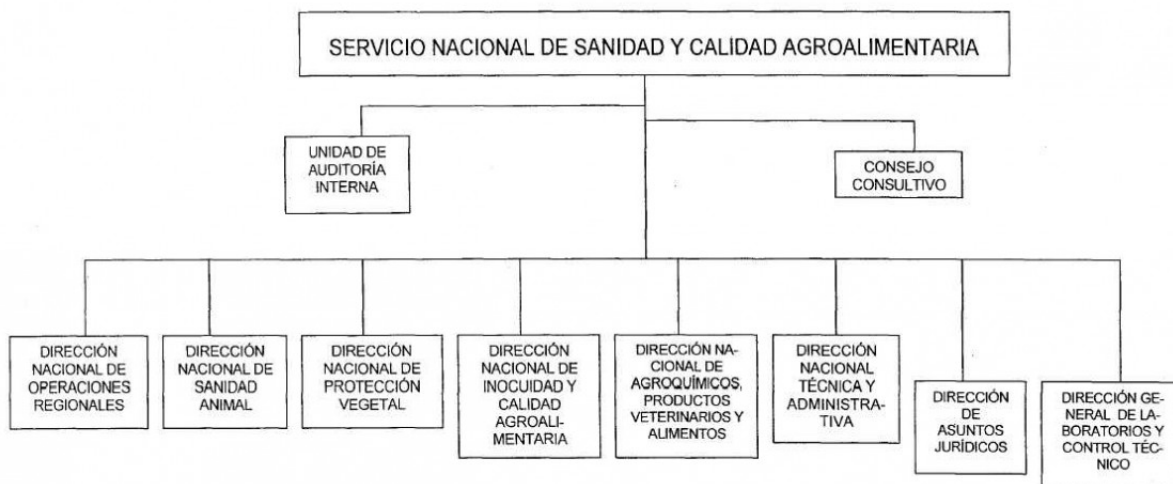 SERVICIO NACIONAL DE SANIDAD Y CALIDAD AGROALIMENTARIA
UNIDAD DE
AUDITORÍA
INTERNA
CONSEJO
CONSULTIVO
DIRECCIÓN
NACIONAL DE
OPERACIONES
REGIONALES
DIRECCIÓN
NACIONAL DE
SANIDAD
ANIMAL
DIRECCIÓN
NACIONAL DE
PROTECCIÓN
VEGETAL
DIRECCIÓN
NACIONAL DE
INOCUIDAD Y
CALIDAD
AGROALI-
MENTARIA
DIRECCIÓN NA-
CIONAL DE
AGROQUÍMICOS,
PRODUCTOS
VETERINARIOS Y
ALIMENTOS
DIRECCIÓN
NACIONAL
TÉCNICA Y
ADMINISTRA-
TIVA
DIRECCIÓN
DE
ASUNTOS
JURÍDICOS
DIRECCIÓN GE-
NERAL DE LA-
BORATORIOS Y
CONTROL TÉC-
NICO